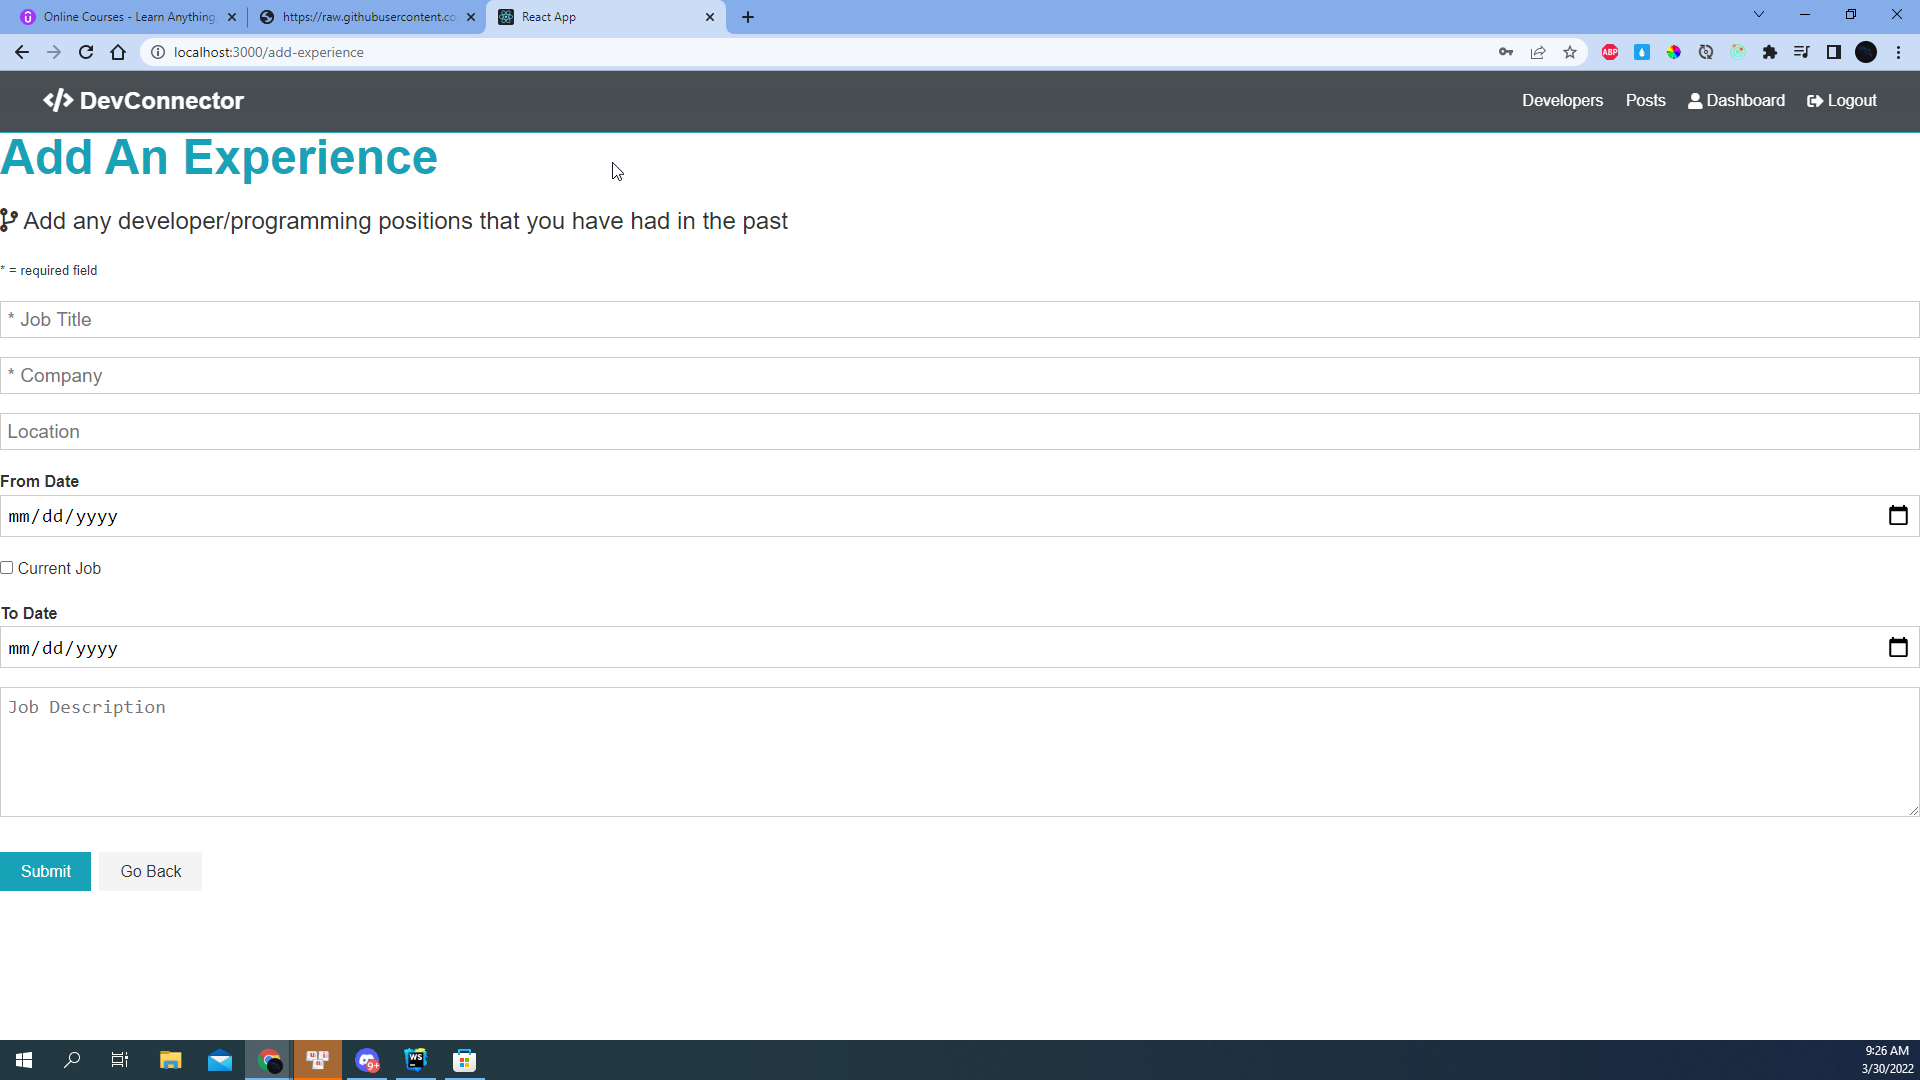 Online Courses - Learn Anything,
https://raw.githubusercontent.co
React App
localhost:3000/add-experience
ABP
DevConnector
Developers
Posts
Dashboard
Logout
Add An Experience
Add any developer/programming positions that you have had in the past
* = required field
* Job Title
* Company
Location
From Date
mm/dd/yyyy
Current Job
To Date
mm/dd/yyyy
Job Description
Submit
Go Back
9+
WS
9:26 AM
3/30/2022